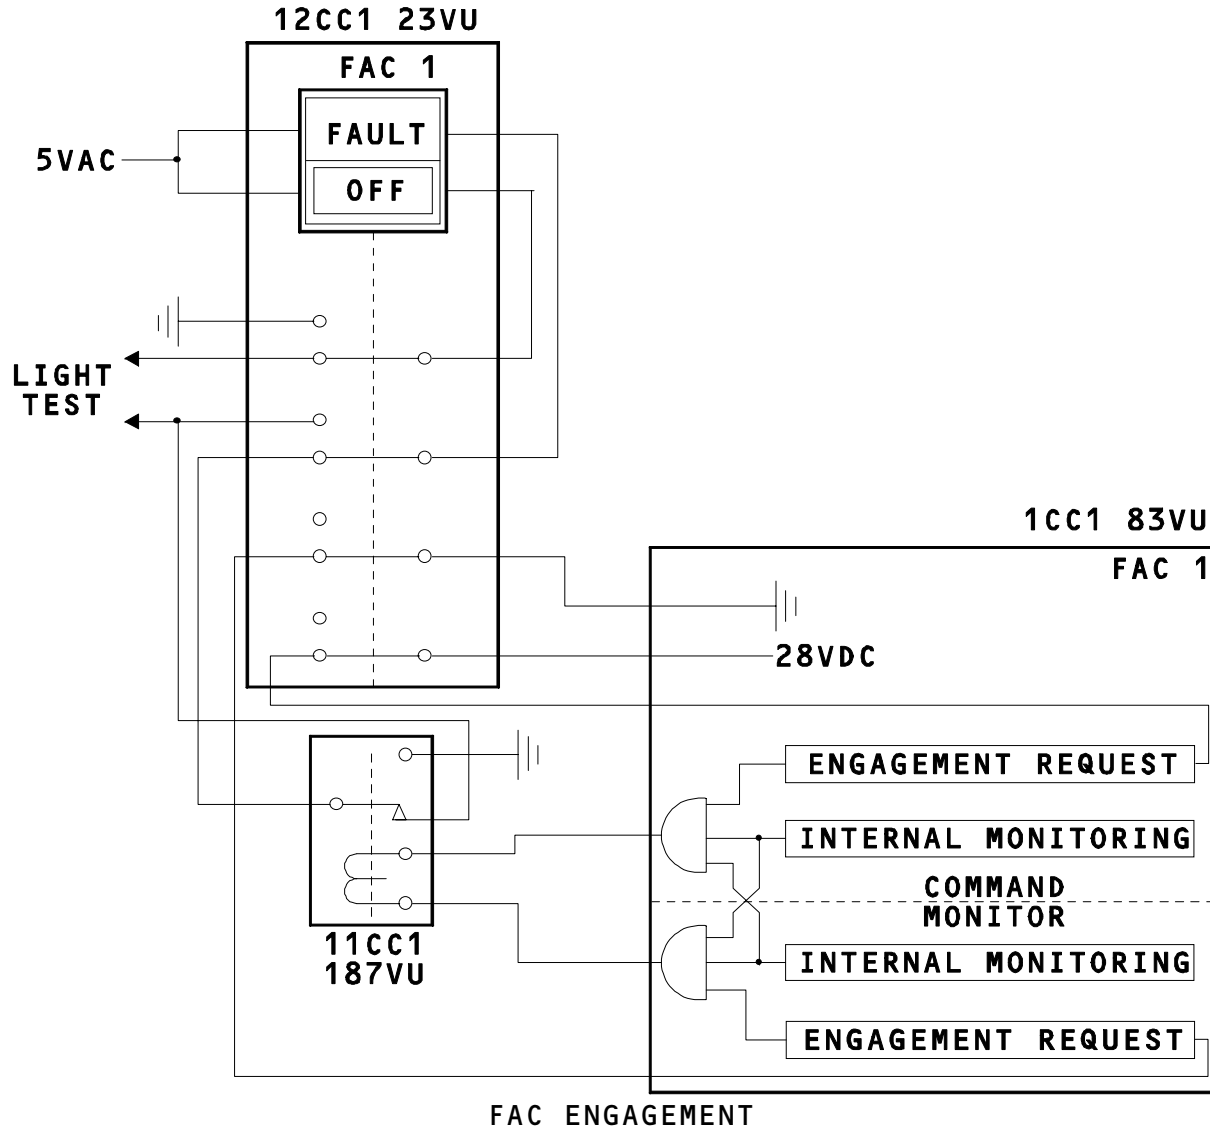 12CC1 23VU
FAC 1
FAULT
5VAC
OFF
LIGHT
TEST
1CC1 83VU
FAC 1
28VDC
ENGAGEMENT REQUEST
INTERNAL MONITORING
COMMAND
MONITOR
11CC1
187VU
INTERNAL MONITORING
ENGAGEMENT REQUEST
FAC ENGAGEMENT